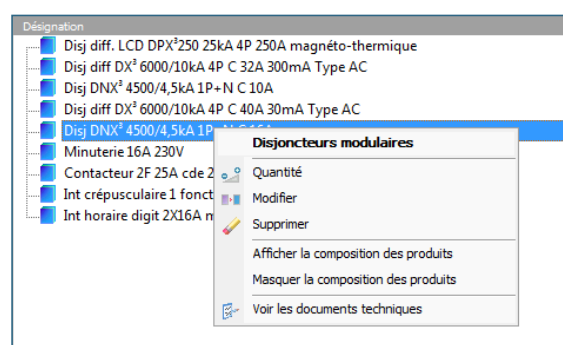 Désignation
Disj diff. LCD DPX³250 25kA 4P 250A magnéto-thermique
Disj diff DX³ 6000/10kA 4P C 32A 300mA Type AC
Disj DNX³ 4500/4,5kA 1P+N C 10A
Disj diff DX³ 6000/10kA 4P C 40A 30mA Type AC
Disj DNX³ 4500/4,5kA 1P+N C 16A
Minuterie 16A 230V
Contacteur 2F 25A cde 2
Int crépusculaire 1 fonct
Int horaire digit 2X16A m
Disjoncteurs modulaires
Quantité
Modifier
Supprimer
Afficher la composition des produits
Masquer la composition des produits
Voir les documents techniques